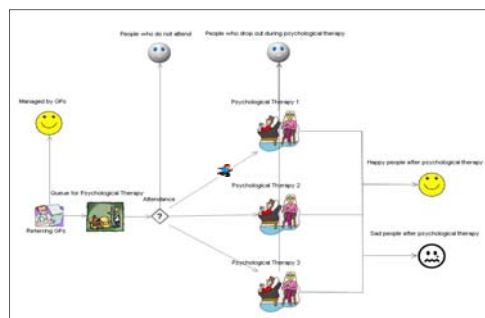 People who do not attend
People who drop out during psychological therapy
Psychological Therapy 1
Managed by GPs
Happy people after psychological therapy
Queue for Psychological Therapy
Psychological Therapy 2
Attendance
?
Referring GPs
Sad people after psychological therapy
Psychological Therapy 3